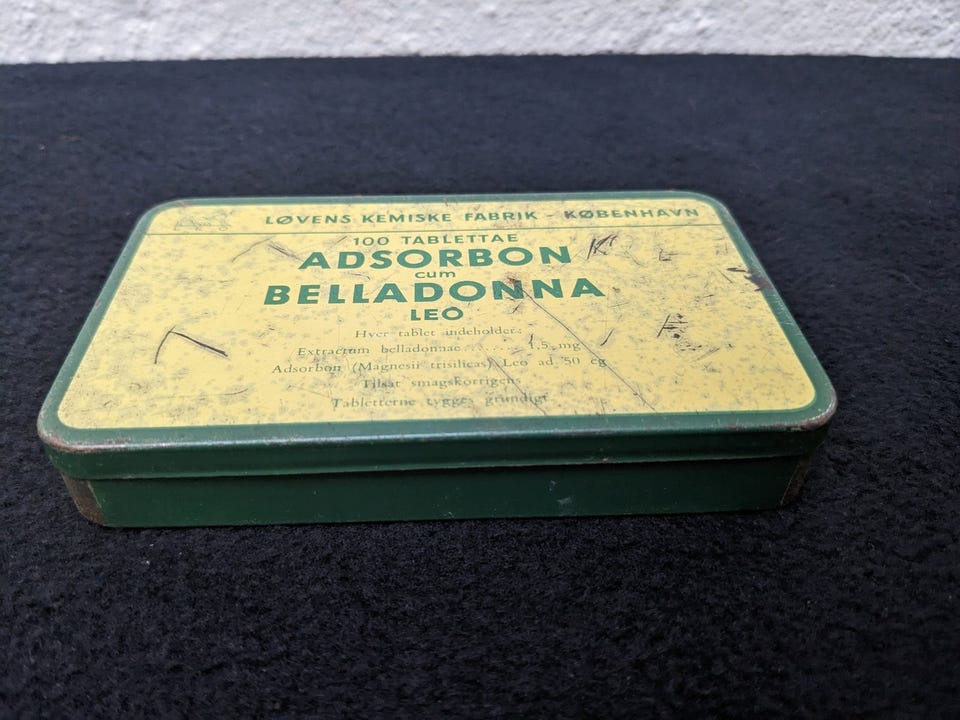 LØVENS KEMISKE FABRIK - KØBENHAVN
100 TABLETTAE
ADSORBON
cum
BELLADONNA
LEO
Hver tablet indeholder:
Extractum belladonnae........ 1,5 mg
Adsorbon (Magnesii trisilicas) Leo ad 50 cg
Tilsat smagskorrigens
Tabletterne tygges grundigt